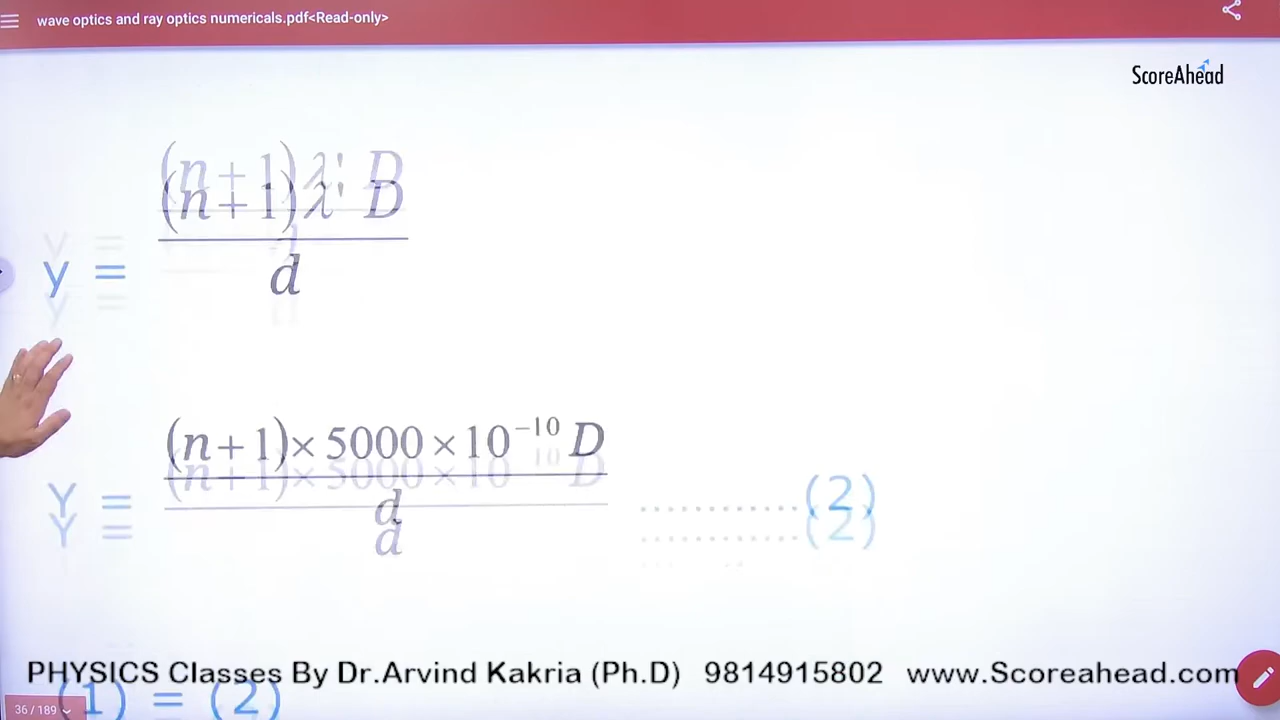 wave optics and ray optics numericals.pdf<Read-only>
ScoreAhead
y = (n+1)λ' D / d
Y = (n+1)× 5000 ×10⁻¹⁰ D / d ............(2)
(1) = (2)
PHYSICS Classes By Dr.Arvind Kakria (Ph.D) 9814915802 www.Scoreahead.com
36 / 189